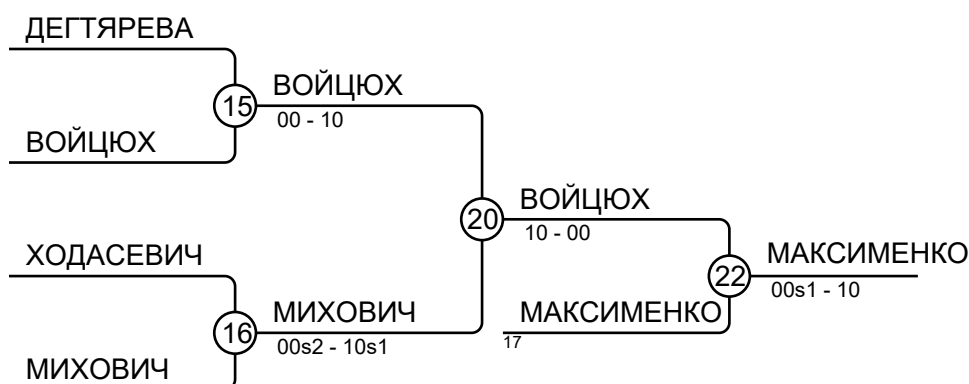 ДЕГТЯРЕВА
15
ВОЙЦЮХ
00 - 10
ВОЙЦЮХ
20
ВОЙЦЮХ
10 - 00
ХОДАСЕВИЧ
22
МАКСИМЕНКО
00s1 - 10
16
МИХОВИЧ
00s2 - 10s1
МАКСИМЕНКО
17
МИХОВИЧ